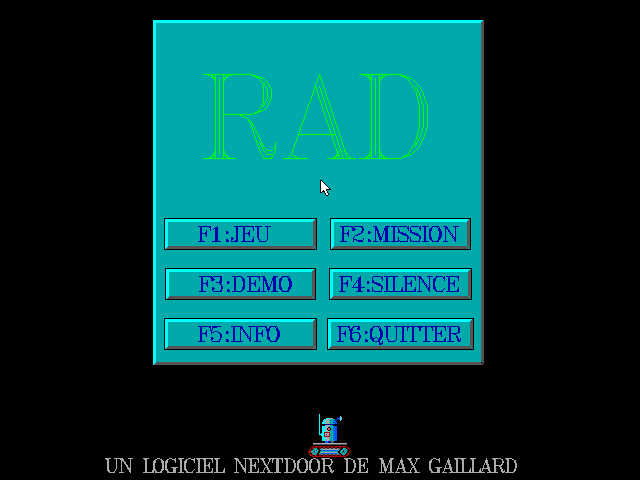 RAD
F1:JEU F2:MISSION
F3:DEMO F4:SILENCE
F5:INFO F6:QUITTER
UN LOGICIEL NEXTDOOR DE MAX GAILLARD